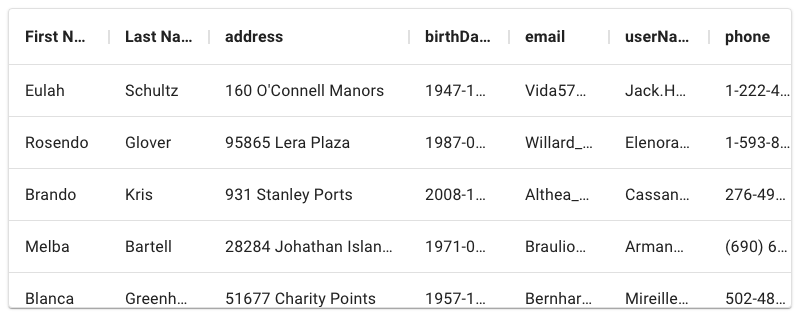 First N… Last Na… address birthDa… email userNa… phone
Eulah Schultz 160 O'Connell Manors 1947-1… Vida57… Jack.H… 1-222-4…
Rosendo Glover 95865 Lera Plaza 1987-0… Willard_… Elenora… 1-593-8…
Brando Kris 931 Stanley Ports 2008-1… Althea_… Cassan… 276-49…
Melba Bartell 28284 Johathan Islan… 1971-0… Braulio… Arman… (690) 6…
Blanca Greenh… 51677 Charity Points 1957-1… Bernhar… Mireille… 502-48…